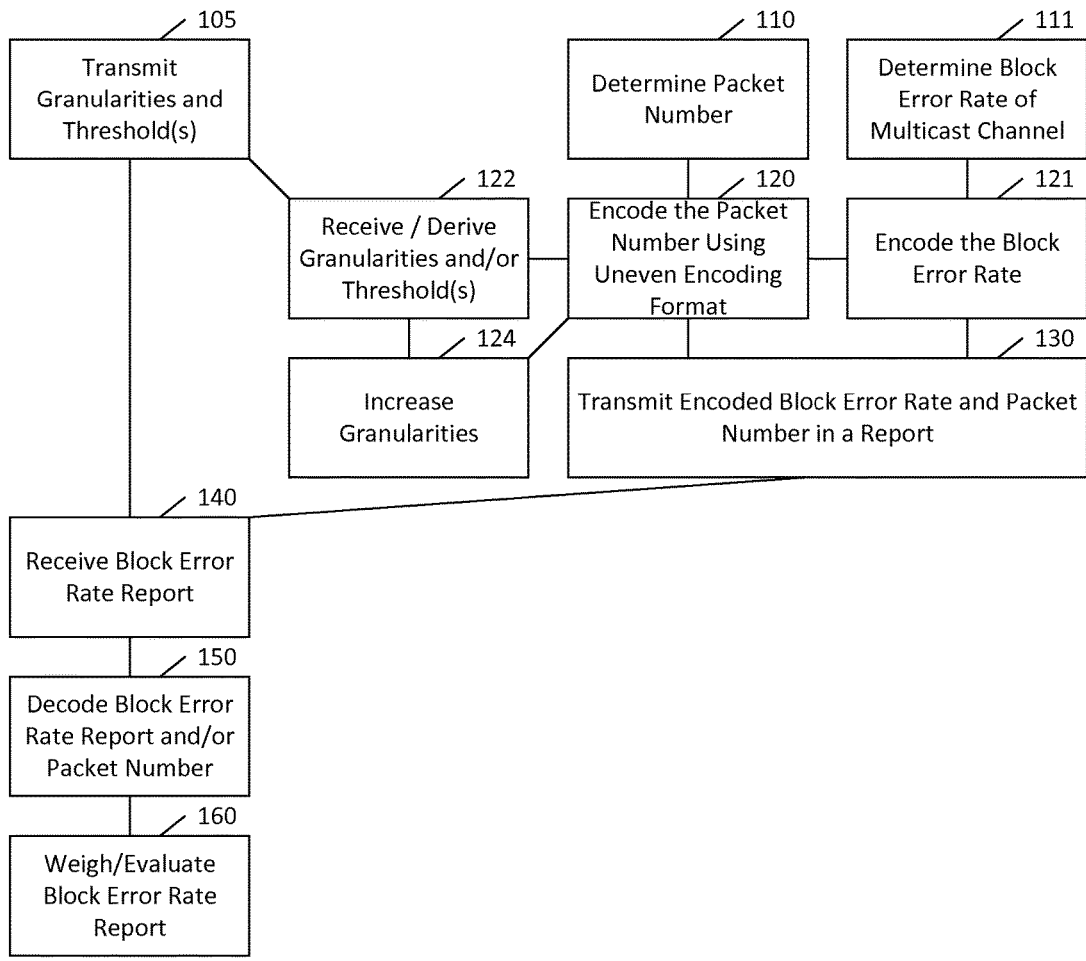 105
Transmit
Granularities and
Threshold(s)
110
Determine Packet
Number
111
Determine Block
Error Rate of
Multicast Channel
122
Receive / Derive
Granularities and/or
Threshold(s)
120
Encode the Packet
Number Using
Uneven Encoding
Format
121
Encode the Block
Error Rate
124
Increase
Granularities
130
Transmit Encoded Block Error Rate and Packet
Number in a Report
140
Receive Block Error
Rate Report
150
Decode Block Error
Rate Report and/or
Packet Number
160
Weigh/Evaluate
Block Error Rate
Report